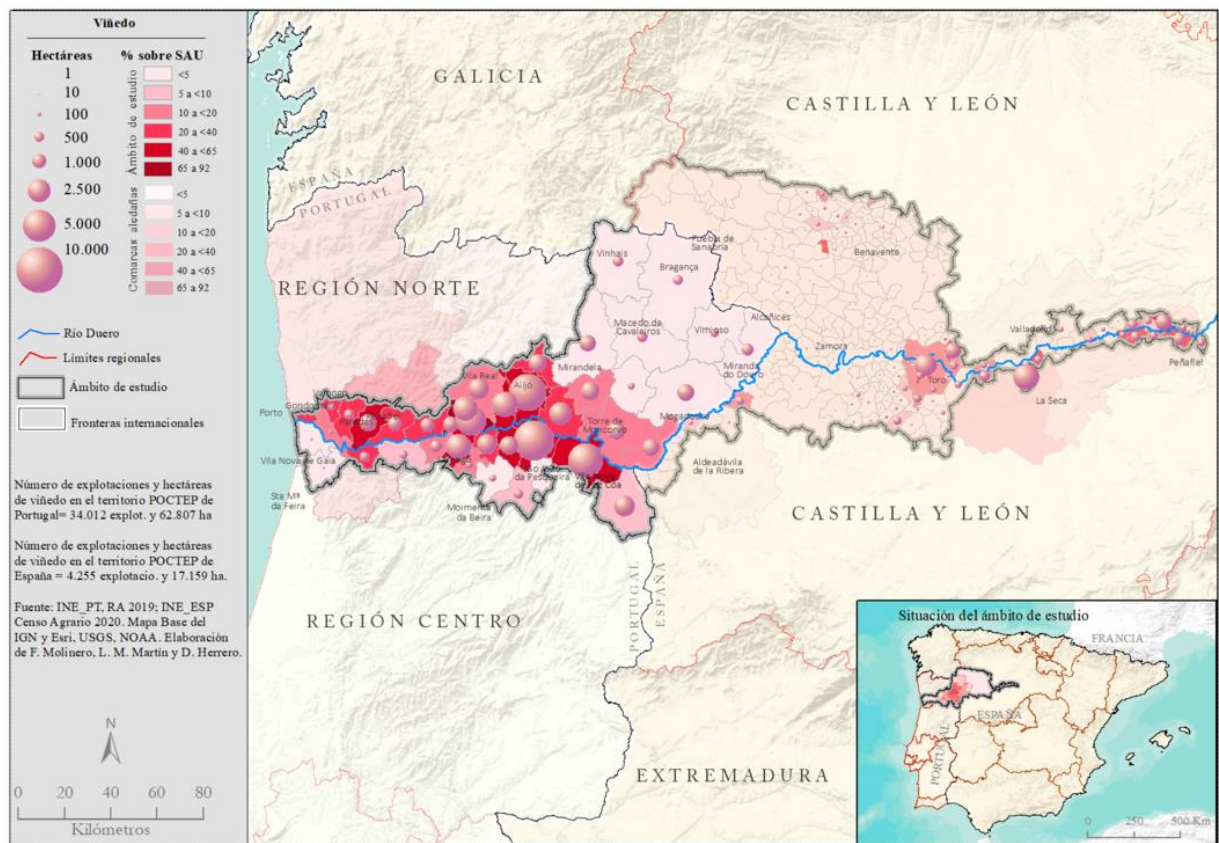 Viñedo
Hectáreas
1
10
100
500
1.000
2.500
5.000
10.000
% sobre SAU
Ámbito de estudio
<5
5 a <10
10 a <20
20 a <40
40 a <65
65 a 92
Comarcas aledañas
<5
5 a <10
10 a <20
20 a <40
40 a <65
65 a 92
Río Duero
Límites regionales
Ámbito de estudio
Fronteras internacionales
Número de explotaciones y hectáreas
de viñedo en el territorio POCTEP de
Portugal= 34.012 explot. y 62.807 ha
Número de explotaciones y hectáreas
de viñedo en el territorio POCTEP de
España = 4.255 explotacio. y 17.159 ha.
Fuente: INE_PT, RA 2019; INE_ESP
Censo Agrario 2020. Mapa Base del
IGN y Esri, USGS, NOAA. Elaboración
de F. Molinero, L. M. Martín y D. Herrero.
N
0 20 40 60 80
Kilómetros
GALICIA
CASTILLA Y LEÓN
ESPAÑA
PORTUGAL
REGIÓN NORTE
Vinhais
Bragança
Puebla de
Sanabria
Benavente
Macedo de
Cavaleiros
Vimioso
Alcañices
Miranda
do Douro
Zamora
Valladolid
Peñafiel
Toro
La Seca
Mirandela
Vila Real
Alijó
Mogadouro
Torre de
Moncorvo
Porto
Vila Nova de Gaia
Sta Mª
da Feira
Moimenta
da Beira
da Pesqueira
Aldeadávila
de la Ribera
CASTILLA Y LEÓN
REGIÓN CENTRO
PORTUGAL
ESPAÑA
EXTREMADURA
Situación del ámbito de estudio
FRANCIA
ESPAÑA
PORTUGAL
0 250 500 Km